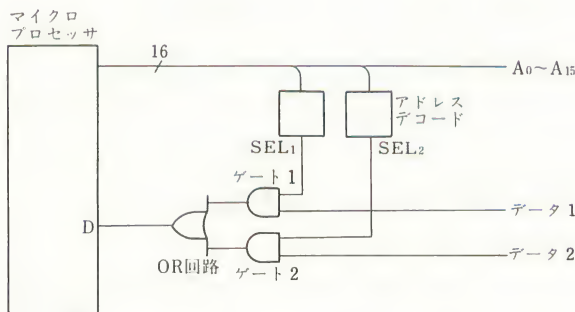 マイクロ
プロセッサ
16
A₀～A₁₅
アドレス
デコード
SEL₁
SEL₂
ゲート1
データ1
D
データ2
OR回路
ゲート2